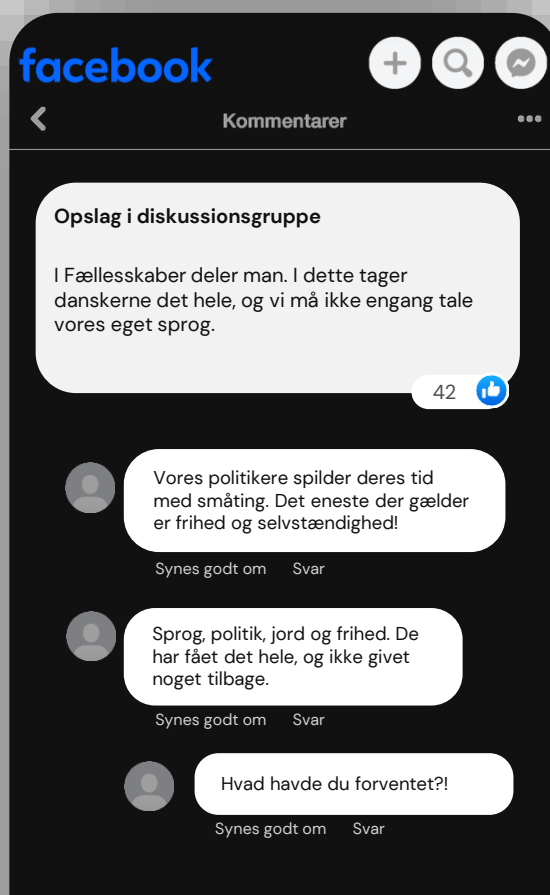 facebook
Kommentarer
Opslag i diskussionsgruppe
I Fællesskaber deler man. I dette tager
danskerne det hele, og vi må ikke engang tale
vores eget sprog.
42
Vores politikere spilder deres tid
med småting. Det eneste der gælder
er frihed og selvstændighed!
Synes godt om Svar
Sprog, politik, jord og frihed. De
har fået det hele, og ikke givet
noget tilbage.
Synes godt om Svar
Hvad havde du forventet?!
Synes godt om Svar